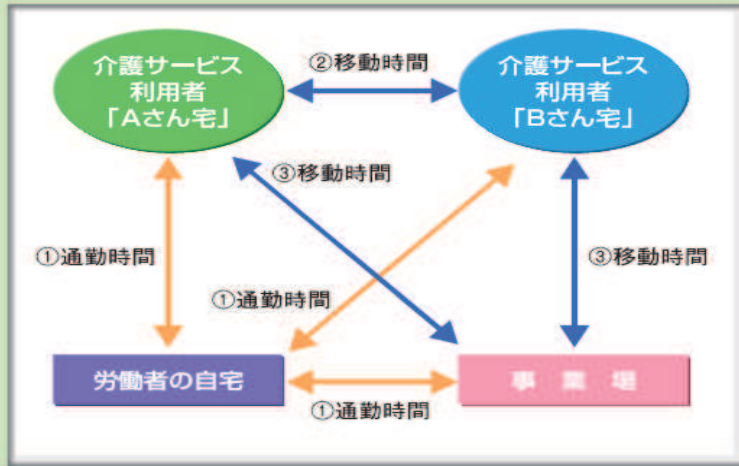 介護サービス
利用者
「Aさん宅」
②移動時間
介護サービス
利用者
「Bさん宅」
③移動時間
①通勤時間
③移動時間
①通勤時間
労働者の自宅
事 業 場
①通勤時間